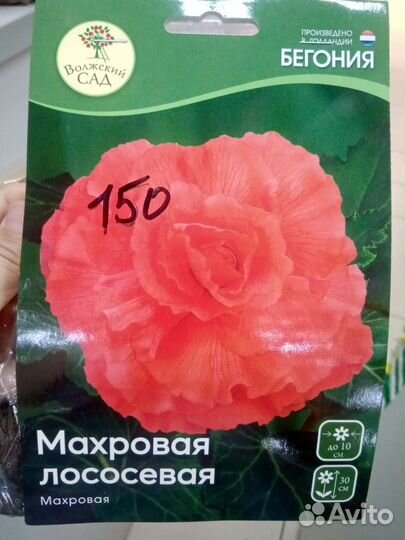 Волжский
САД
ПРОИЗВЕДЕНО
В ГОЛЛАНДИИ
БЕГОНИЯ
150
Махровая
лососевая
Махровая
до 10
см
30
см
Avito